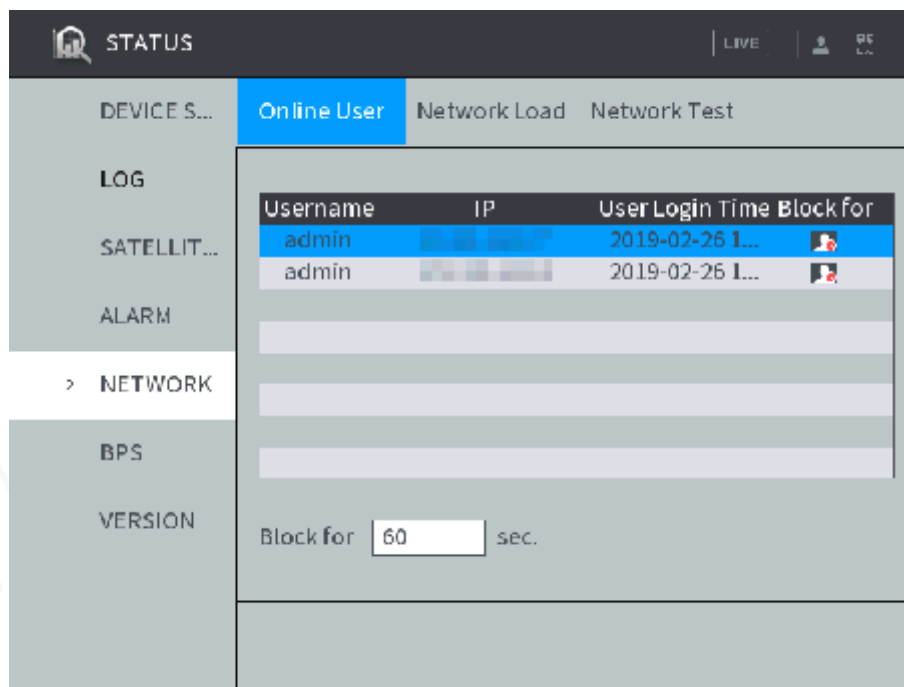 STATUS
LIVE
DEVICE S...
Online User Network Load Network Test
LOG
Username IP User Login Time Block for
admin 2019-02-26 1...
SATELLIT...
admin 2019-02-26 1...
ALARM
> NETWORK
BPS
VERSION
Block for 60 sec.